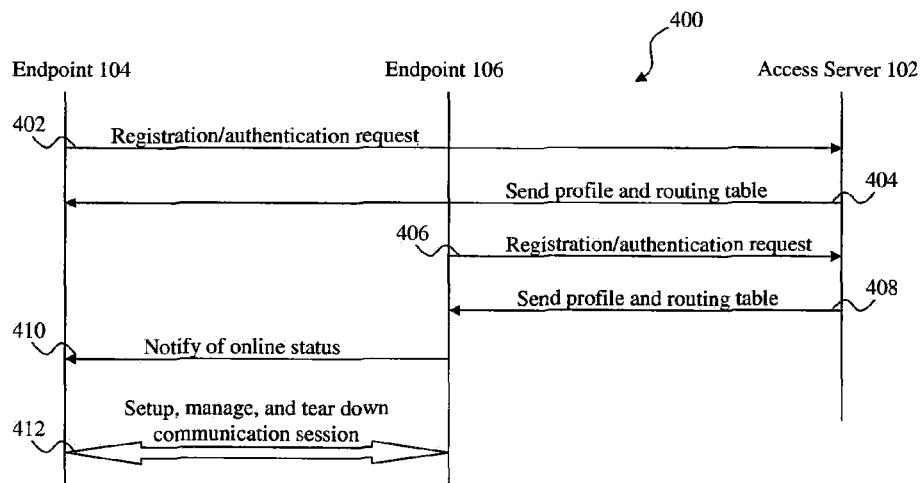 400
Endpoint 104
Endpoint 106
Access Server 102
402
Registration/authentication request
Send profile and routing table
404
406
Registration/authentication request
Send profile and routing table
408
410
Notify of online status
Setup, manage, and tear down
communication session
412